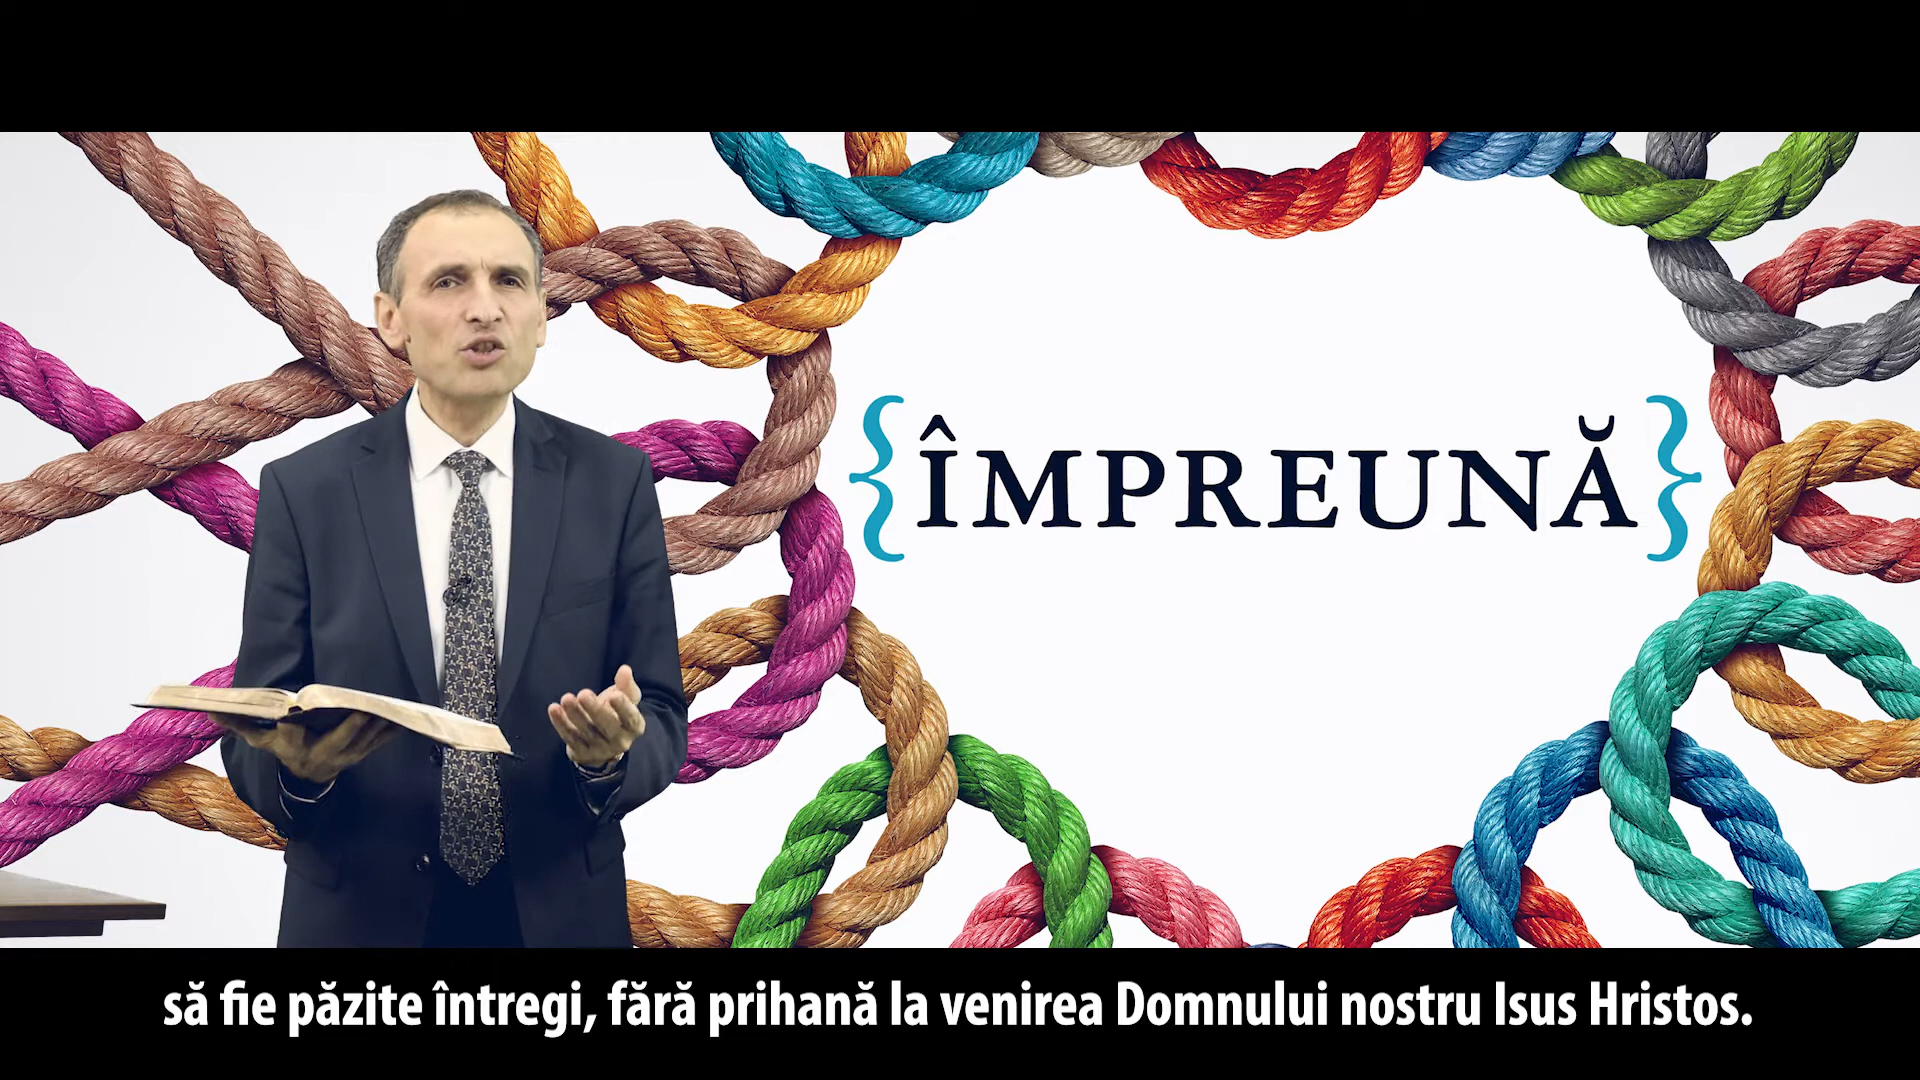 {ÎMPREUNĂ}
să fie păzite întregi, fără prihană la venirea Domnului nostru Isus Hristos.